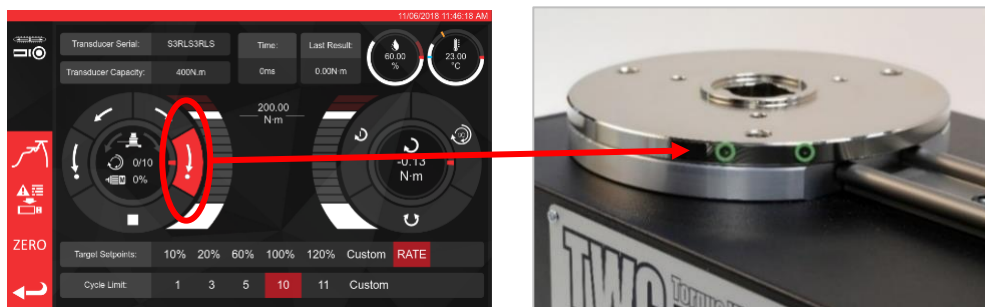 11/06/2018 11:46:18 AM
Transducer Serial: S3RLS3RLS Time: Last Result:
60.00
%
23.00
°C
Transducer Capacity: 400N.m 0ms 0.00N·m
200.00
N·m
0/10
0%
-0.13
N·m
ZERO
Target Setpoints: 10% 20% 60% 100% 120% Custom RATE
Cycle Limit: 1 3 5 10 11 Custom
TWC